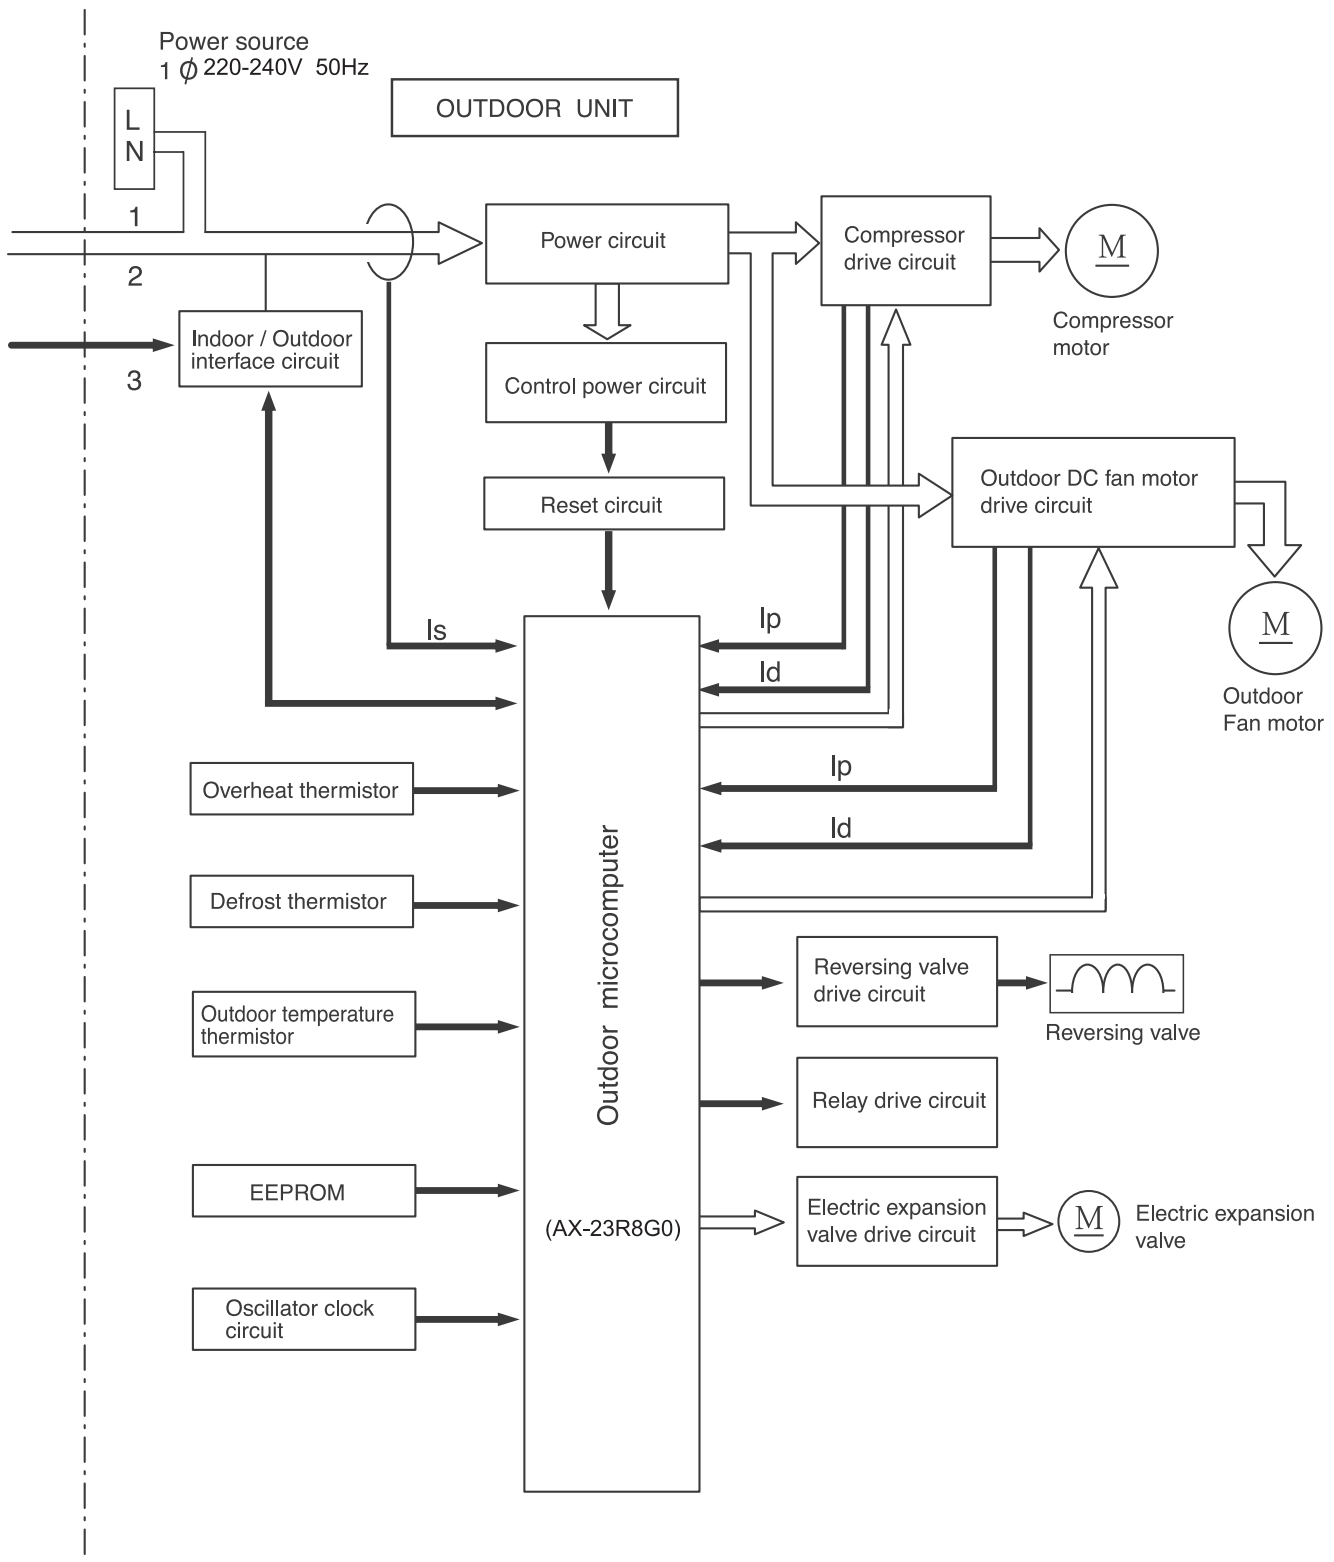 Power source
1 ϕ 220-240V 50Hz
OUTDOOR UNIT
L
N
1
2
3
Power circuit
Compressor
drive circuit
M
Compressor
motor
Indoor / Outdoor
interface circuit
Control power circuit
Outdoor DC fan motor
drive circuit
Reset circuit
M
Outdoor
Fan motor
Is
Ip
Id
Ip
Id
Overheat thermistor
Defrost thermistor
Outdoor temperature
thermistor
EEPROM
Oscillator clock
circuit
Outdoor microcomputer
(AX-23R8G0)
Reversing valve
drive circuit
Reversing valve
Relay drive circuit
Electric expansion
valve drive circuit
M
Electric expansion
valve